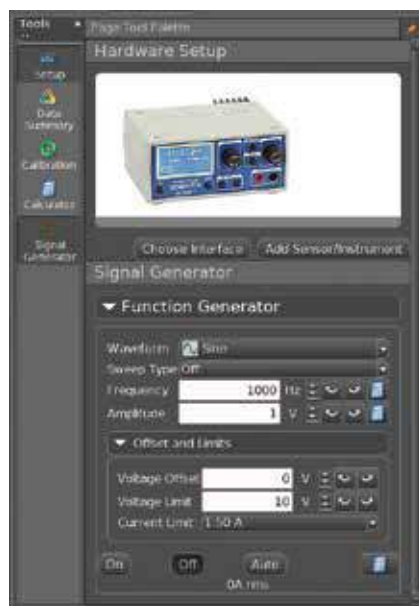 Tools
Page Tool Palette
Hardware Setup
Setup
Data
Summary
Calibration
Calculator
Signal
Generator
Choose Interface
Add Sensor/Instrument
Signal Generator
Function Generator
Waveform Sine
Sweep Type Off
Frequency 1000 Hz
Amplitude 1 V
Offset and Limits
Voltage Offset 0 V
Voltage Limit 10 V
Current Limit 1.50 A
On Off Auto
0A rms